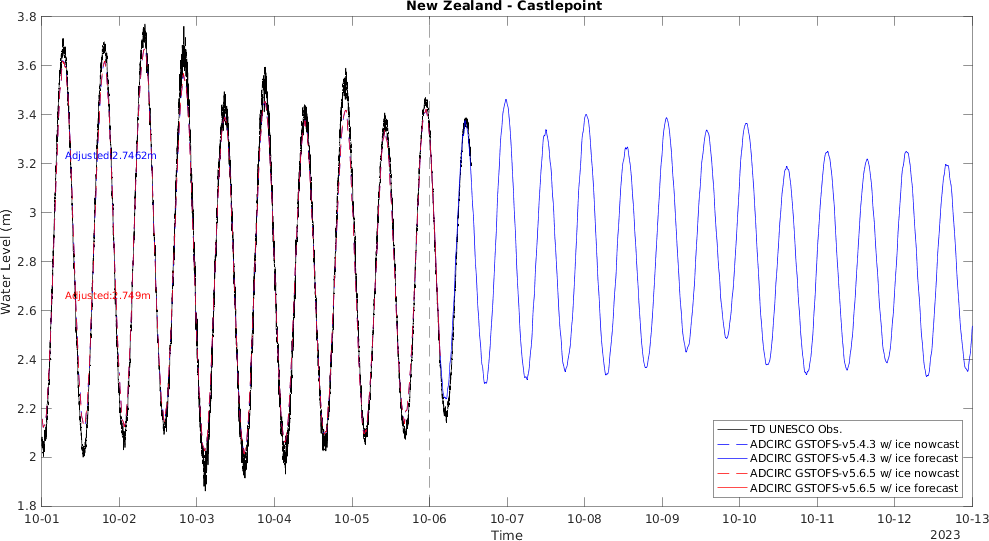 New Zealand - Castlepoint
3.8
3.6
3.4
3.2
3
2.8
2.6
2.4
2.2
2
1.8
Water Level (m)
Adjusted:2.7462m
Adjusted:2.749m
TD UNESCO Obs.
ADCIRC GSTOFS-v5.4.3 w/ ice nowcast
ADCIRC GSTOFS-v5.4.3 w/ ice forecast
ADCIRC GSTOFS-v5.6.5 w/ ice nowcast
ADCIRC GSTOFS-v5.6.5 w/ ice forecast
10-01 10-02 10-03 10-04 10-05 10-06 10-07 10-08 10-09 10-10 10-11 10-12 10-13
Time
2023